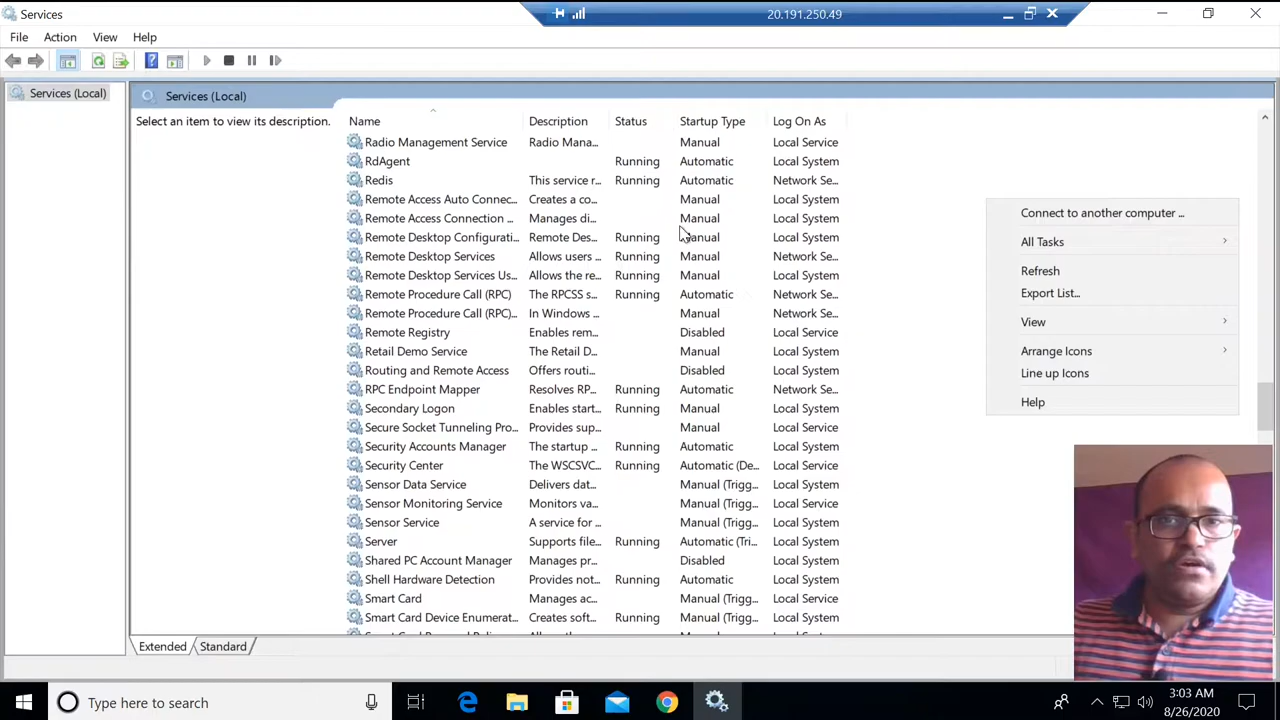 Services
20.191.250.49
File Action View Help
Services (Local)
Services (Local)
Select an item to view its description.
Name Description Status Startup Type Log On As
Radio Management Service Radio Mana... Manual Local Service
RdAgent Running Automatic Local System
Redis This service r... Running Automatic Network Se...
Remote Access Auto Connec... Creates a co... Manual Local System
Remote Access Connection ... Manages di... Manual Local System
Remote Desktop Configurati... Remote Des... Running Manual Local System
Remote Desktop Services Allows users ... Running Manual Network Se...
Remote Desktop Services Us... Allows the re... Running Manual Local System
Remote Procedure Call (RPC) The RPCSS s... Running Automatic Network Se...
Remote Procedure Call (RPC)... In Windows ... Manual Network Se...
Remote Registry Enables rem... Disabled Local Service
Retail Demo Service The Retail D... Manual Local System
Routing and Remote Access Offers routi... Disabled Local System
RPC Endpoint Mapper Resolves RP... Running Automatic Network Se...
Secondary Logon Enables start... Running Manual Local System
Secure Socket Tunneling Pro... Provides sup... Manual Local Service
Security Accounts Manager The startup ... Running Automatic Local System
Security Center The WSCSVC... Running Automatic (De... Local Service
Sensor Data Service Delivers dat... Manual (Trigg... Local System
Sensor Monitoring Service Monitors va... Manual (Trigg... Local Service
Sensor Service A service for ... Manual (Trigg... Local System
Server Supports file... Running Automatic (Tri... Local System
Shared PC Account Manager Manages pr... Disabled Local System
Shell Hardware Detection Provides not... Running Automatic Local System
Smart Card Manages ac... Manual (Trigg... Local Service
Smart Card Device Enumerat... Creates soft... Running Manual (Trigg... Local System
Connect to another computer ...
All Tasks
Refresh
Export List...
View
Arrange Icons
Line up Icons
Help
Extended Standard
Type here to search
3:03 AM
8/26/2020